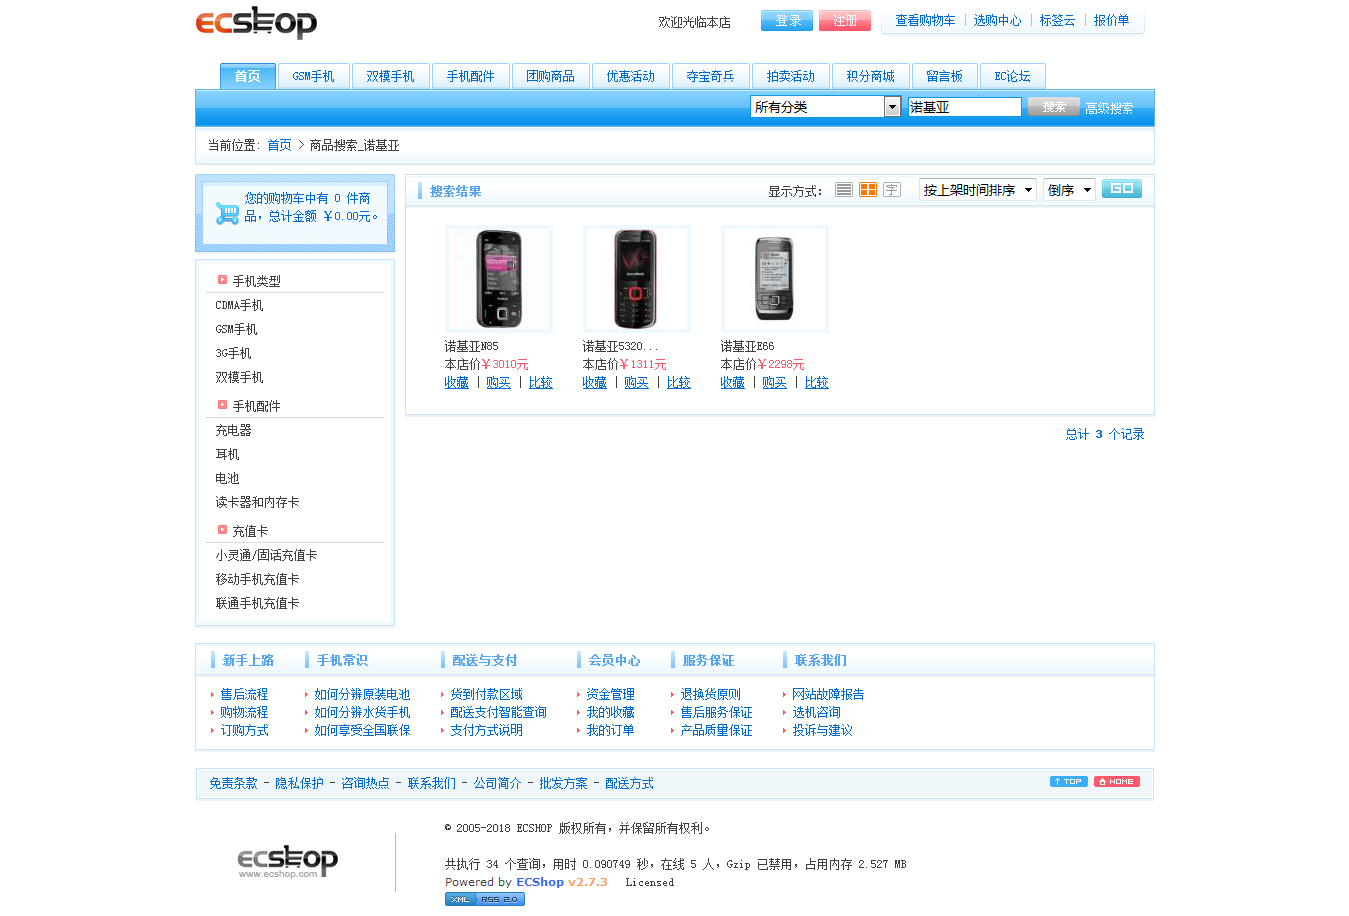 ecshop
欢迎光临本店
登录 注册
查看购物车 | 选购中心 | 标签云 | 报价单
首页 GSM手机 双模手机 手机配件 团购商品 优惠活动 夺宝奇兵 拍卖活动 积分商城 留言板 EC论坛
所有分类 诺基亚 搜索 高级搜索
当前位置: 首页 > 商品搜索_诺基亚
您的购物车中有 0 件商
品，总计金额 ￥0.00元。
手机类型
CDMA手机
GSM手机
3G手机
双模手机
手机配件
充电器
耳机
电池
读卡器和内存卡
充值卡
小灵通/固话充值卡
移动手机充值卡
联通手机充值卡
搜索结果
显示方式： 字 按上架时间排序 倒序 GO
诺基亚N85
本店价￥3010元
收藏 | 购买 | 比较
诺基亚5320...
本店价￥1311元
收藏 | 购买 | 比较
诺基亚E66
本店价￥2298元
收藏 | 购买 | 比较
总计 3 个记录
新手上路
售后流程
购物流程
订购方式
手机常识
如何分辨原装电池
如何分辨水货手机
如何享受全国联保
配送与支付
货到付款区域
配送支付智能查询
支付方式说明
会员中心
资金管理
我的收藏
我的订单
服务保证
退换货原则
售后服务保证
产品质量保证
联系我们
网站故障报告
选机咨询
投诉与建议
免责条款 - 隐私保护 - 咨询热点 - 联系我们 - 公司简介 - 批发方案 - 配送方式
TOP HOME
ecshop
www.ecshop.com
© 2005-2018 ECSHOP 版权所有，并保留所有权利。
共执行 34 个查询，用时 0.090749 秒，在线 5 人，Gzip 已禁用，占用内存 2.527 MB
Powered by ECShop v2.7.3 Licensed
XML RSS 2.0